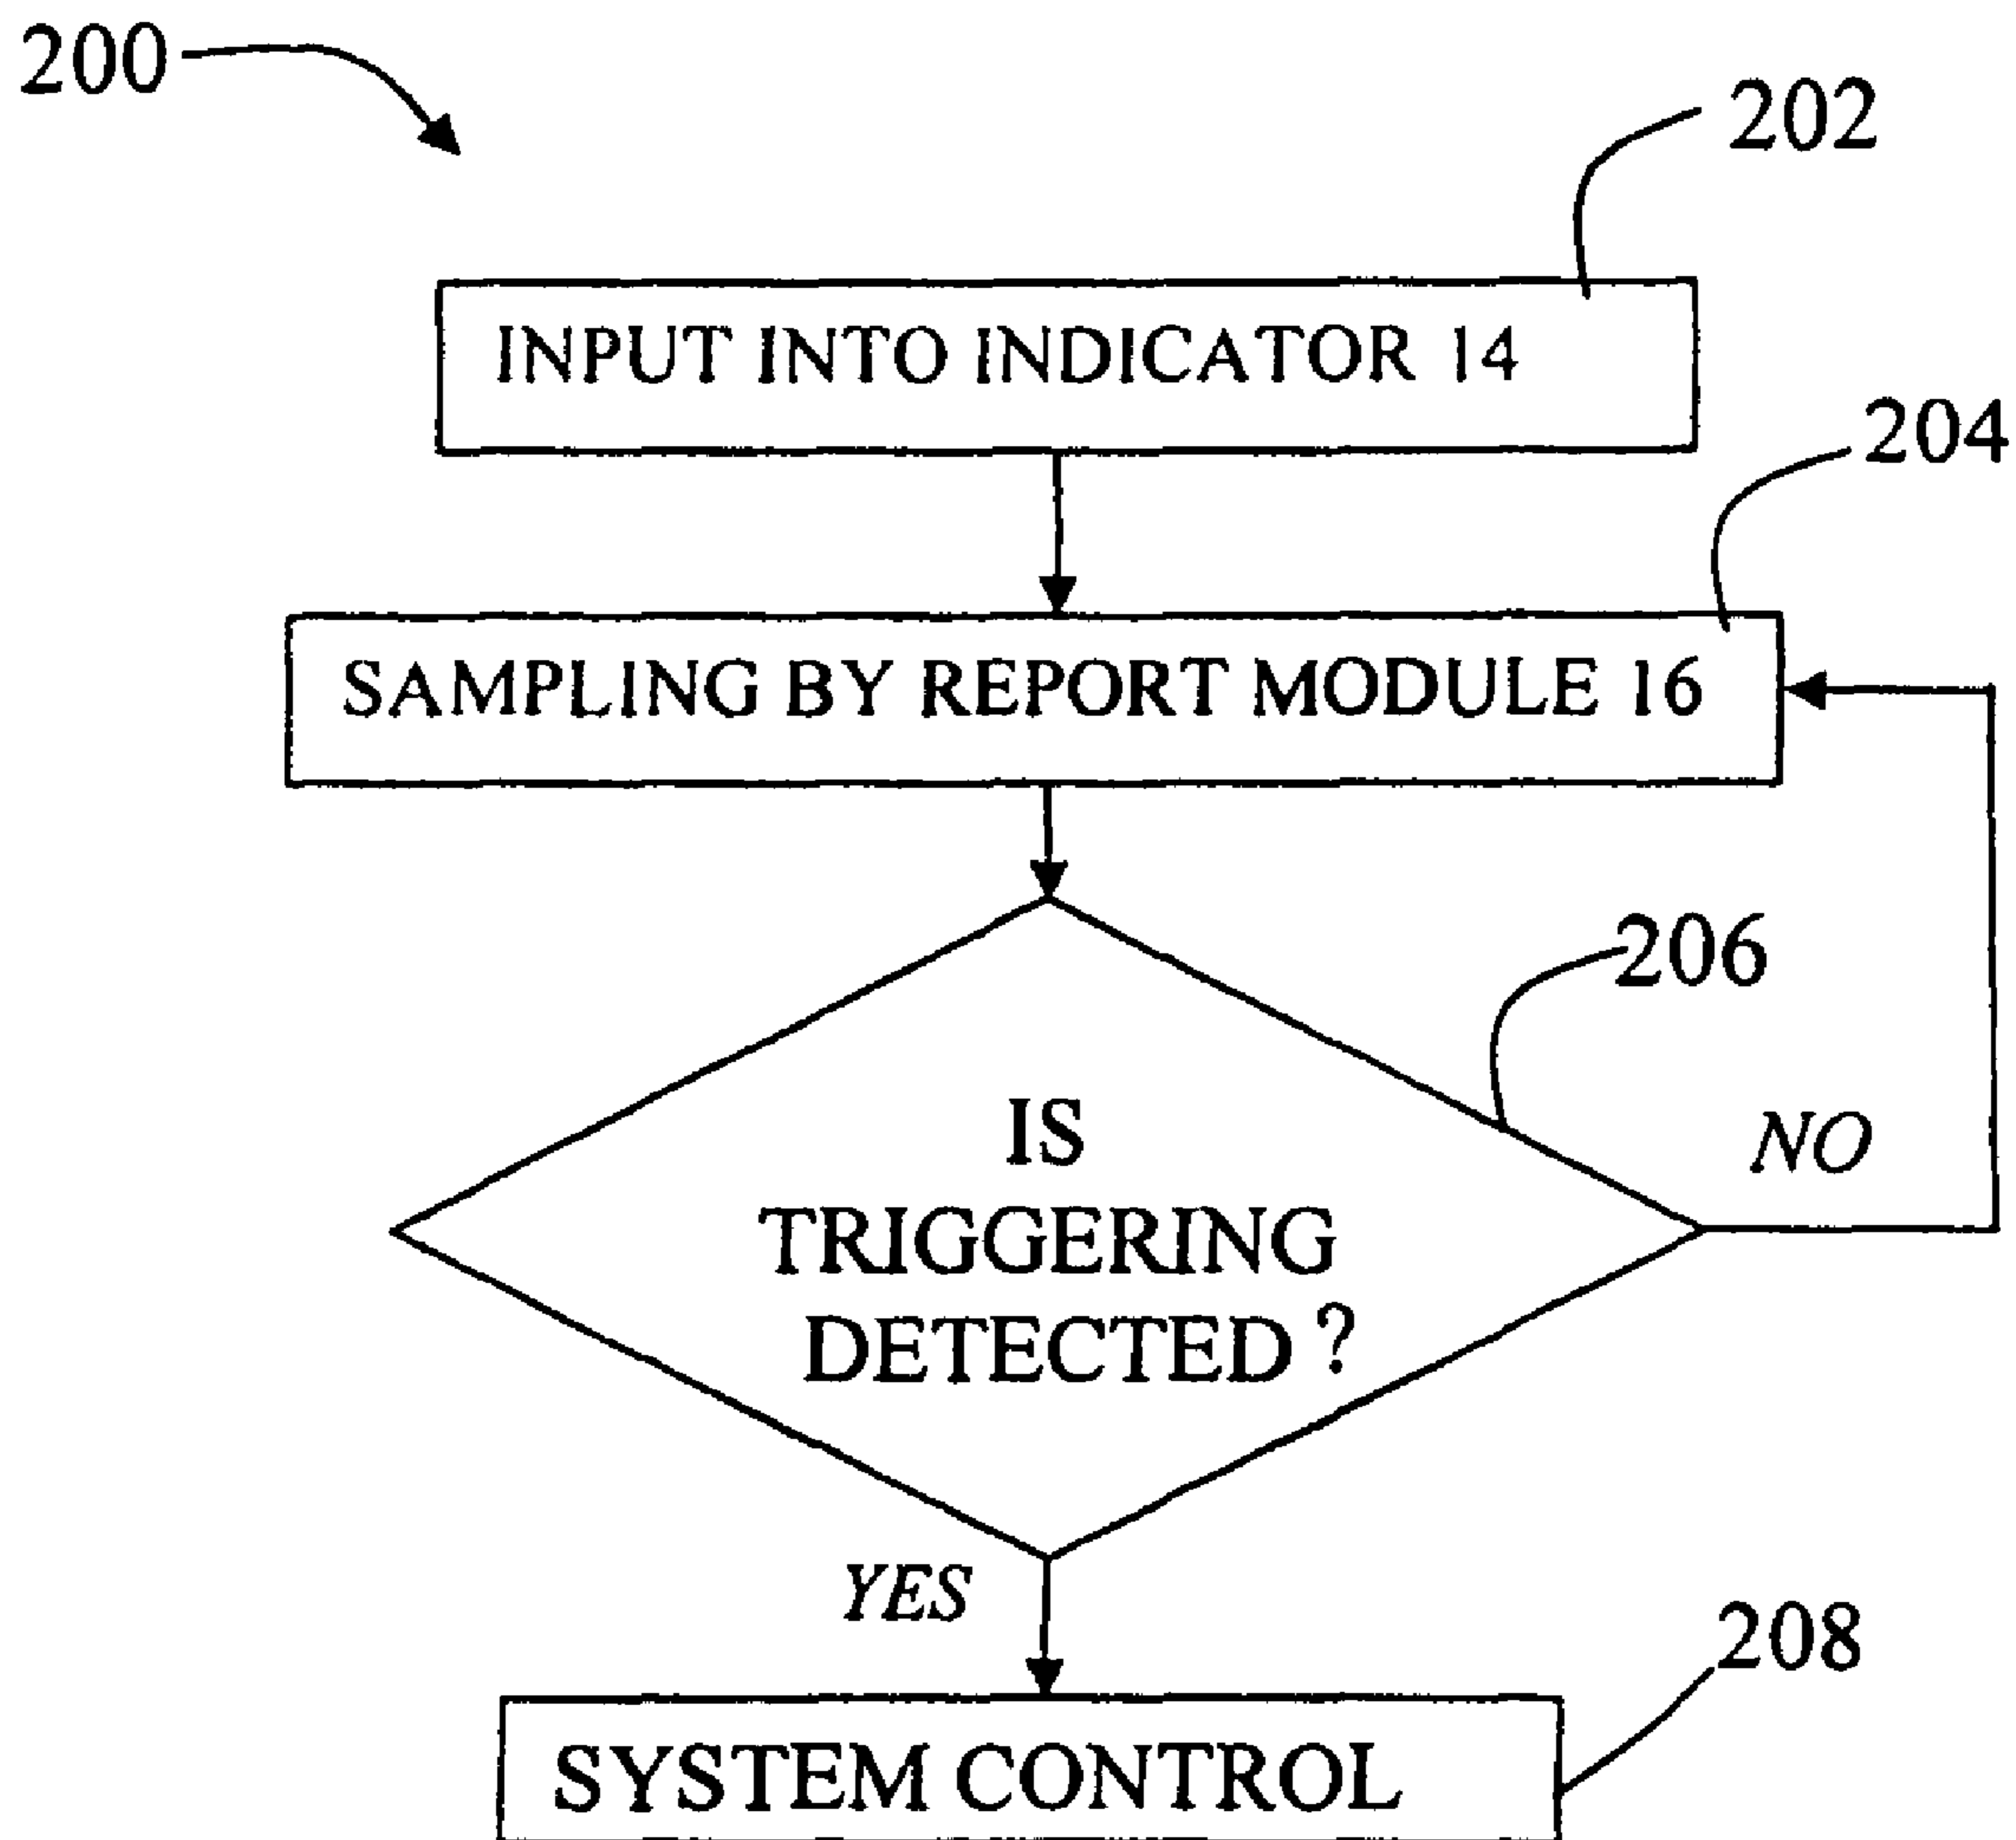 200
202
INPUT INTO INDICATOR 14
204
SAMPLING BY REPORT MODULE 16
206
IS
NO
TRIGGERING
DETECTED ?
YES
208
SYSTEM CONTROL